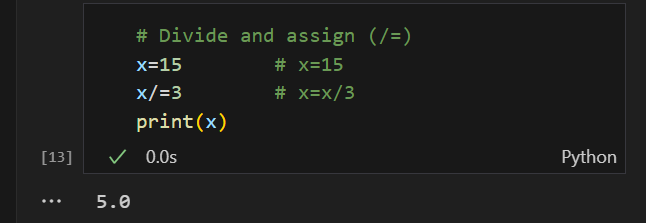 # Divide and assign (/=)
x=15        # x=15
x/=3        # x=x/3
print(x)
[13] ✓ 0.0s Python
... 5.0